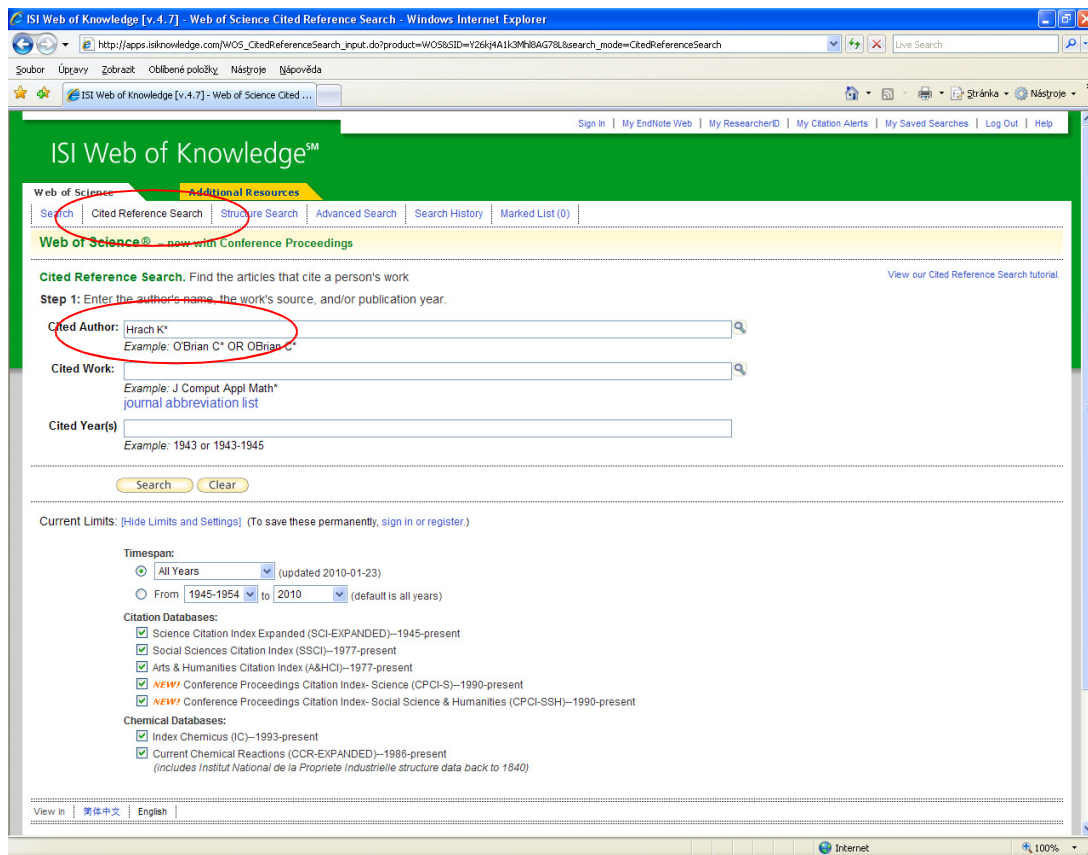 ISI Web of Knowledge [v.4.7] - Web of Science Cited Reference Search - Windows Internet Explorer
http://apps.isiknowledge.com/WOS_CitedReferenceSearch_input.do?product=WOS&SID=Y26kj4A1k3Mhl8AG78L&search_mode=CitedReferenceSearch Live Search
Soubor Úpravy Zobrazit Oblíbené položky Nástroje Nápověda
ISI Web of Knowledge [v.4.7] - Web of Science Cited ... Stránka Nástroje
Sign In | My EndNote Web | My ResearcherID | My Citation Alerts | My Saved Searches | Log Out | Help
ISI Web of Knowledge℠
Web of Science Additional Resources
Search Cited Reference Search Structure Search Advanced Search Search History Marked List (0)
Web of Science® – now with Conference Proceedings
Cited Reference Search. Find the articles that cite a person's work View our Cited Reference Search tutorial.
Step 1: Enter the author's name, the work's source, and/or publication year.
Cited Author: Hrach K*
Example: O'Brian C* OR OBrian C*
Cited Work:
Example: J Comput Appl Math*
journal abbreviation list
Cited Year(s)
Example: 1943 or 1943-1945
Search Clear
Current Limits: [Hide Limits and Settings] (To save these permanently, sign in or register.)
Timespan:
All Years (updated 2010-01-23)
From 1945-1954 to 2010 (default is all years)
Citation Databases:
Science Citation Index Expanded (SCI-EXPANDED)--1945-present
Social Sciences Citation Index (SSCI)--1977-present
Arts & Humanities Citation Index (A&HCI)--1977-present
NEW! Conference Proceedings Citation Index- Science (CPCI-S)--1990-present
NEW! Conference Proceedings Citation Index- Social Science & Humanities (CPCI-SSH)--1990-present
Chemical Databases:
Index Chemicus (IC)--1993-present
Current Chemical Reactions (CCR-EXPANDED)--1986-present
(includes Institut National de la Propriete Industrielle structure data back to 1840)
View in 简体中文 English
Internet 100%